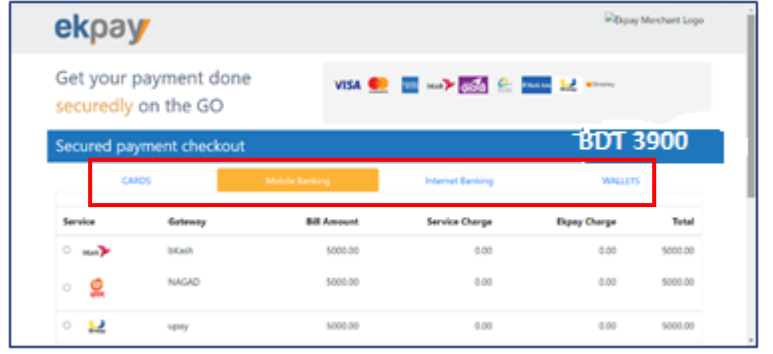 ekpay
Ekpay Merchant Logo
Get your payment done
securedly on the GO
VISA
Secured payment checkout
BDT 3900
CARDS Mobile Banking Internet Banking WALLETS
Service Gateway Bill Amount Service Charge Ekpay Charge Total
bKash bKash 5000.00 0.00 0.00 5000.00
NAGAD 5000.00 0.00 0.00 5000.00
upay 5000.00 0.00 0.00 5000.00